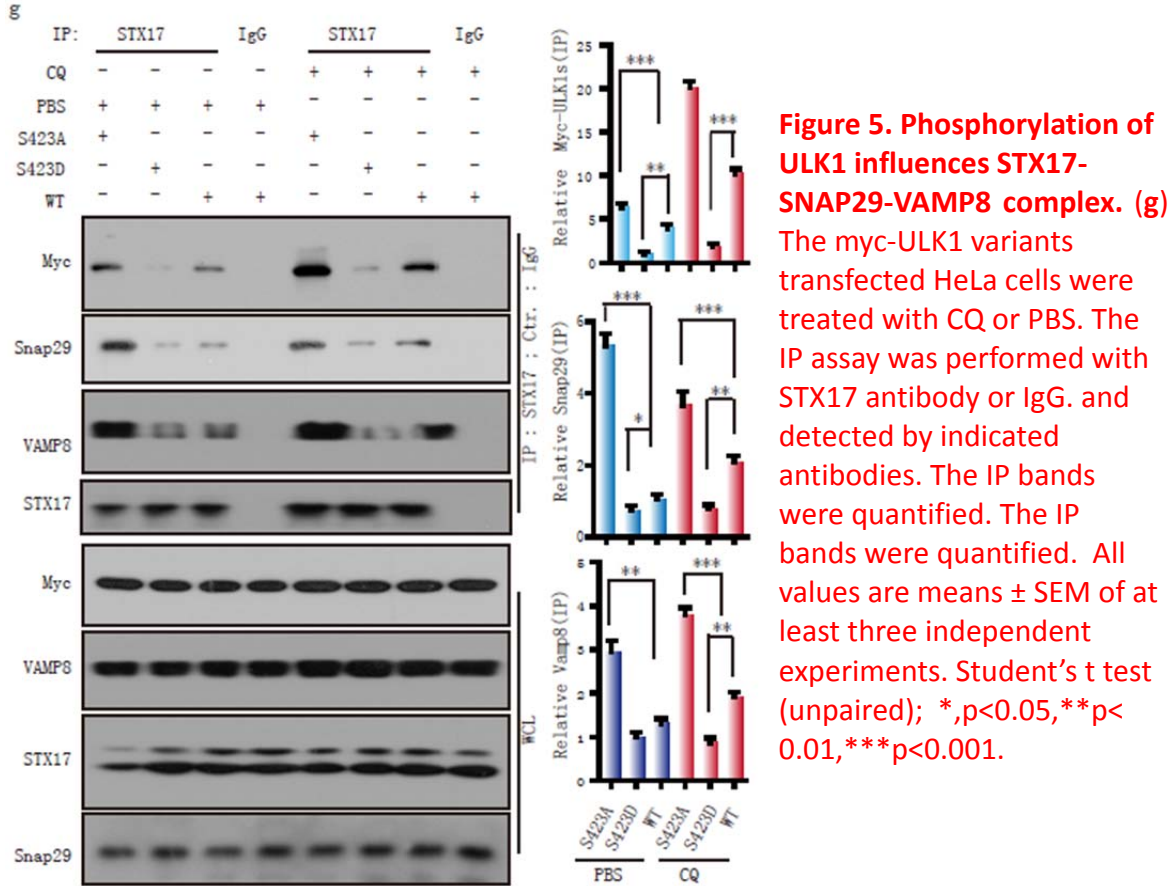 g
IP: STX17 IgG STX17 IgG
CQ - - - - + + + +
PBS + + + + - - - -
S423A + - - - + - - -
S423D - + - - - + - -
WT - - + + - - + +
Myc
Snap29
VAMP8
STX17
IP : STX17 ; Ctr. : IgG
Myc
VAMP8
STX17
Snap29
WCL
Relative Myc-ULK1s(IP)
25
20
15
10
5
0
*** ** ***
Relative Snap29(IP)
6
4
2
0
*** * *** **
Relative Vamp8(IP)
5
4
3
2
1
0
** *** **
S423A S423D WT S423A S423D WT
PBS CQ
Figure 5. Phosphorylation of
ULK1 influences STX17-
SNAP29-VAMP8 complex. (g)
The myc-ULK1 variants
transfected HeLa cells were
treated with CQ or PBS. The
IP assay was performed with
STX17 antibody or IgG. and
detected by indicated
antibodies. The IP bands
were quantified. The IP
bands were quantified. All
values are means ± SEM of at
least three independent
experiments. Student's t test
(unpaired); *,p<0.05,**p<
0.01,***p<0.001.